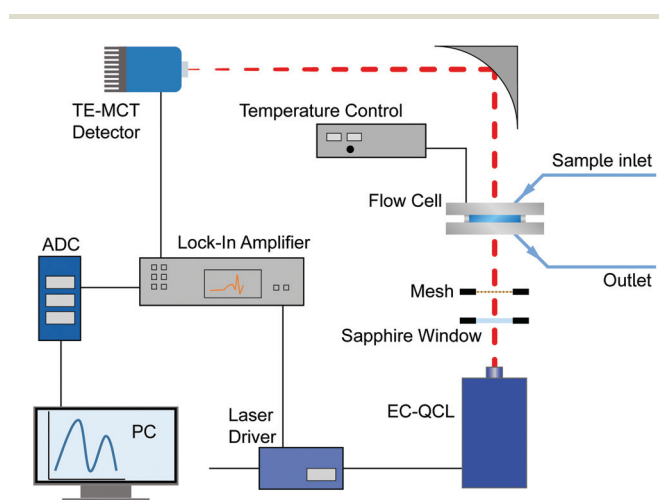 TE-MCT
Detector
Temperature Control
Sample inlet
Flow Cell
ADC
Lock-In Amplifier
Outlet
Mesh
Sapphire Window
Laser
Driver
EC-QCL
PC